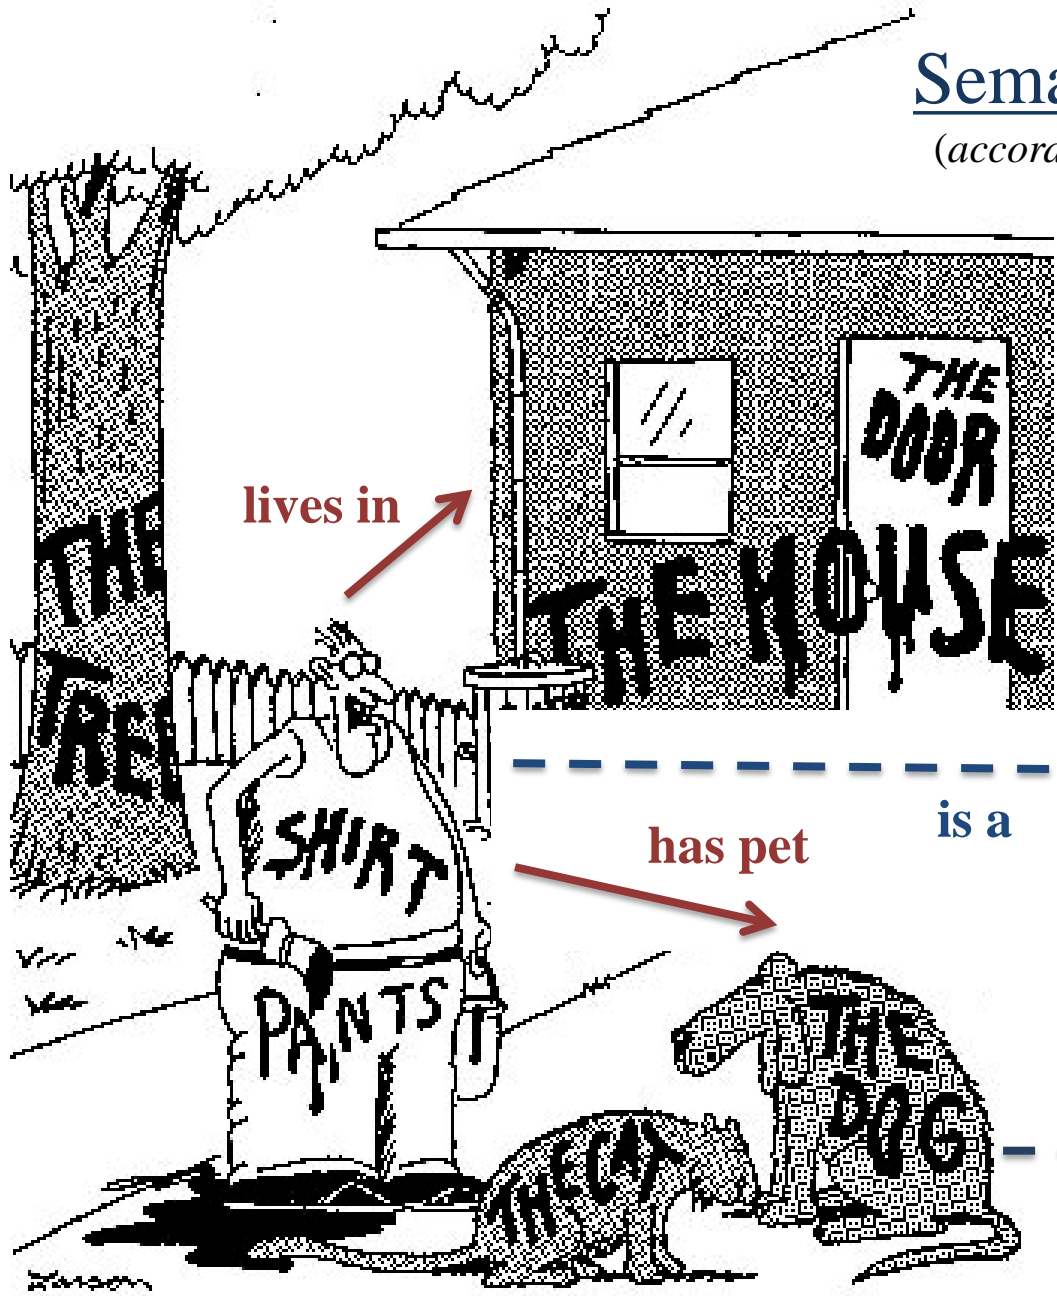 Sema
(accord
THE
DOOR
lives in
THE HOUSE
THE
TREE
is a
has pet
SHIRT
PANTS
THE
DOG
THE CAT
Larson